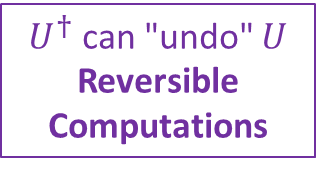 U† can "undo" U
Reversible
Computations